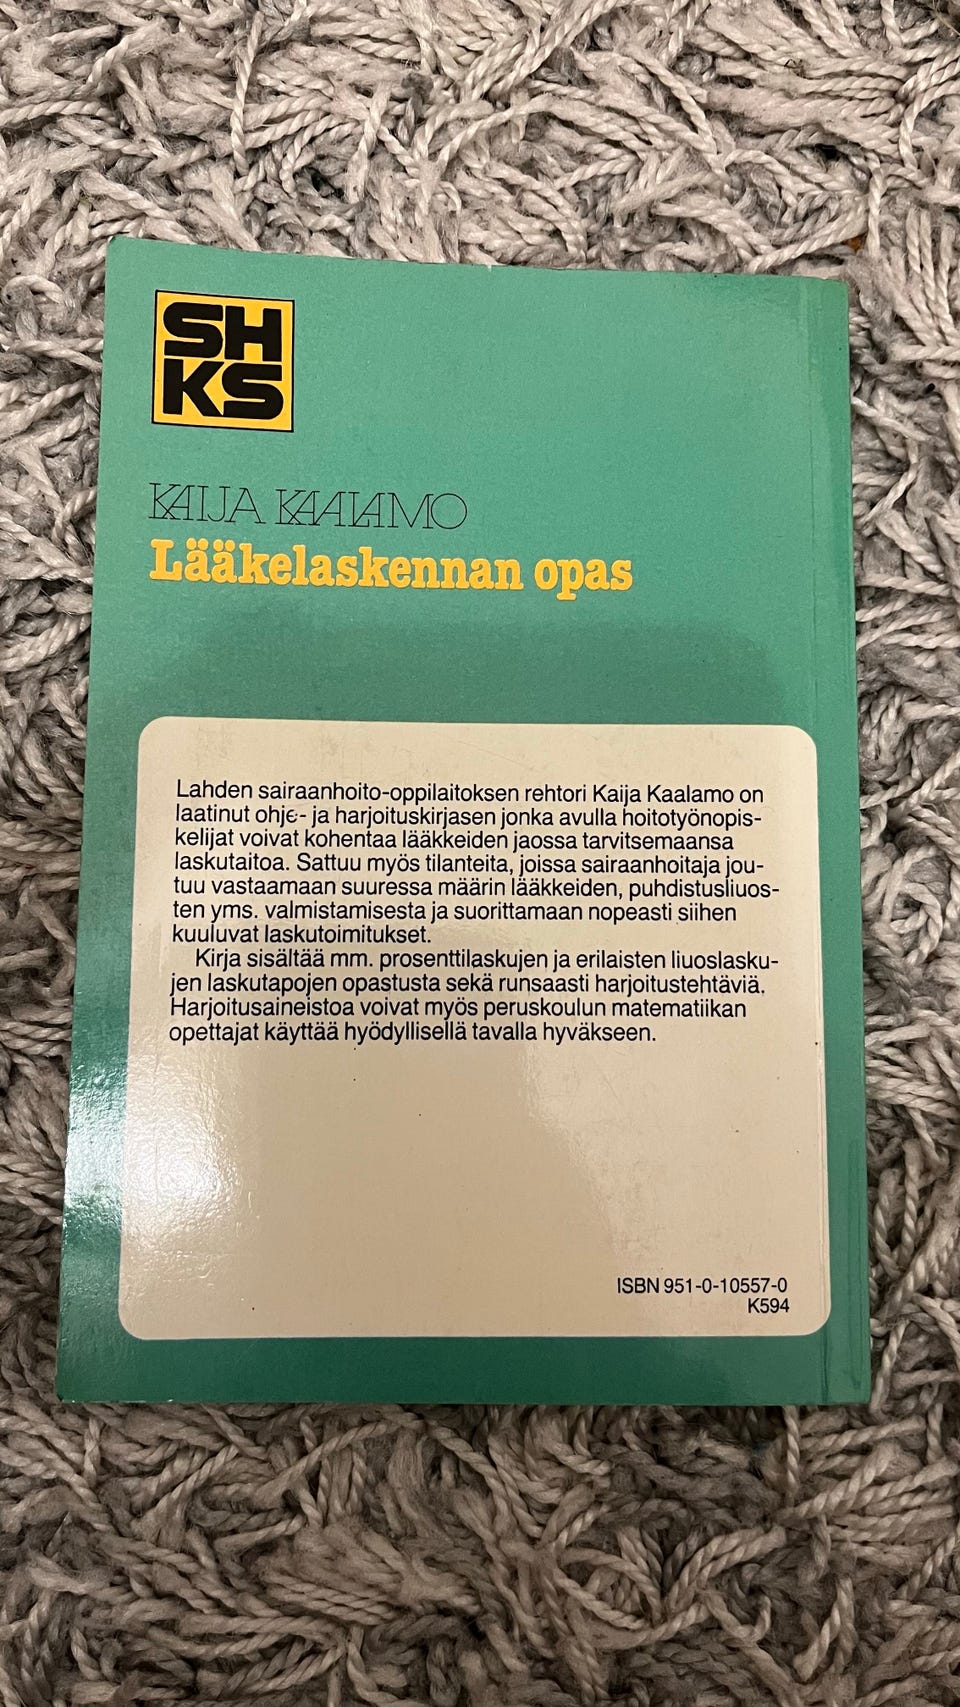 SH
KS
KAIJA KAALAMO
Lääkelaskennan opas
Lahden sairaanhoito-oppilaitoksen rehtori Kaija Kaalamo on
laatinut ohje- ja harjoituskirjasen jonka avulla hoitotyönopis-
kelijat voivat kohentaa lääkkeiden jaossa tarvitsemaansa
laskutaitoa. Sattuu myös tilanteita, joissa sairaanhoitaja jou-
tuu vastaamaan suuressa määrin lääkkeiden, puhdistusliuos-
ten yms. valmistamisesta ja suorittamaan nopeasti siihen
kuuluvat laskutoimitukset.
Kirja sisältää mm. prosenttilaskujen ja erilaisten liuoslasku-
jen laskutapojen opastusta sekä runsaasti harjoitustehtäviä.
Harjoitusaineistoa voivat myös peruskoulun matematiikan
opettajat käyttää hyödyllisellä tavalla hyväkseen.
ISBN 951-0-10557-0
K594